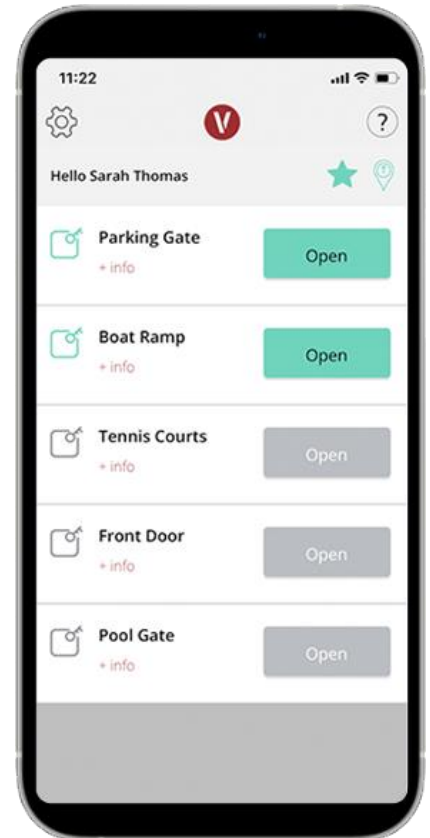 11:22
V
?
Hello Sarah Thomas
Parking Gate
+ info
Open
Boat Ramp
+ info
Open
Tennis Courts
+ info
Open
Front Door
+ info
Open
Pool Gate
+ info
Open